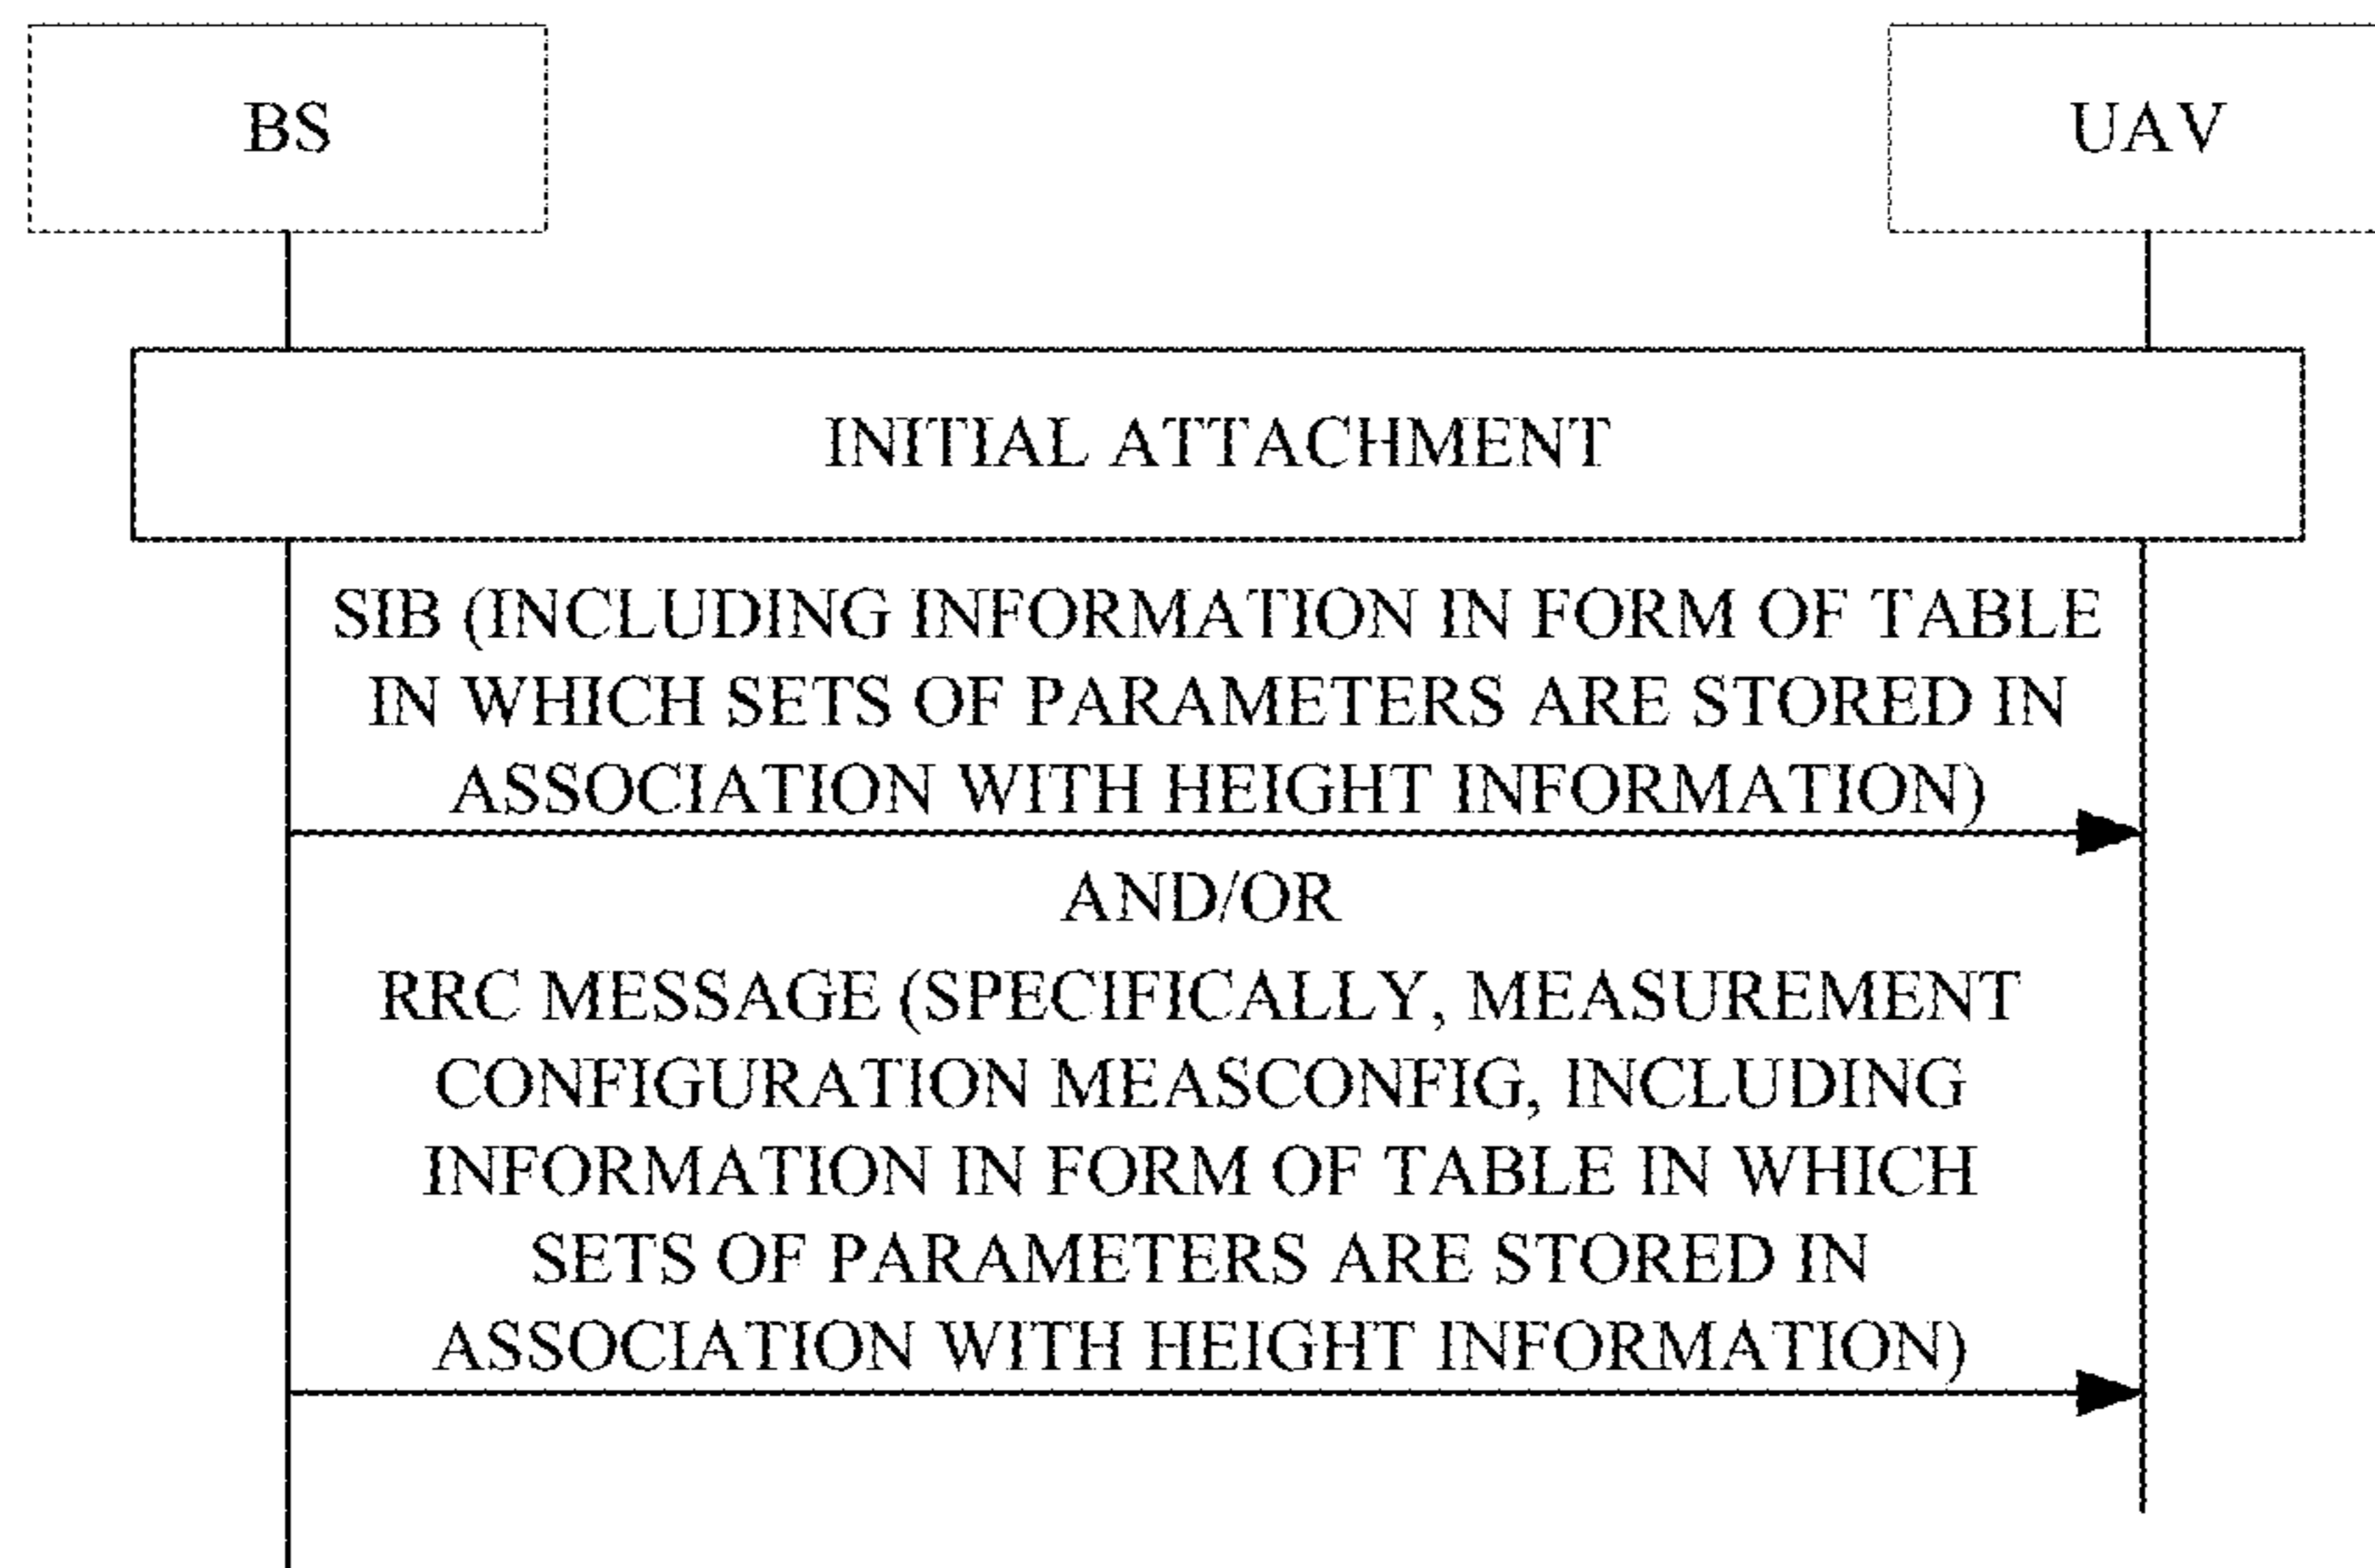 BS
UAV
INITIAL ATTACHMENT
SIB (INCLUDING INFORMATION IN FORM OF TABLE
IN WHICH SETS OF PARAMETERS ARE STORED IN
ASSOCIATION WITH HEIGHT INFORMATION)
AND/OR
RRC MESSAGE (SPECIFICALLY, MEASUREMENT
CONFIGURATION MEASCONFIG, INCLUDING
INFORMATION IN FORM OF TABLE IN WHICH
SETS OF PARAMETERS ARE STORED IN
ASSOCIATION WITH HEIGHT INFORMATION)